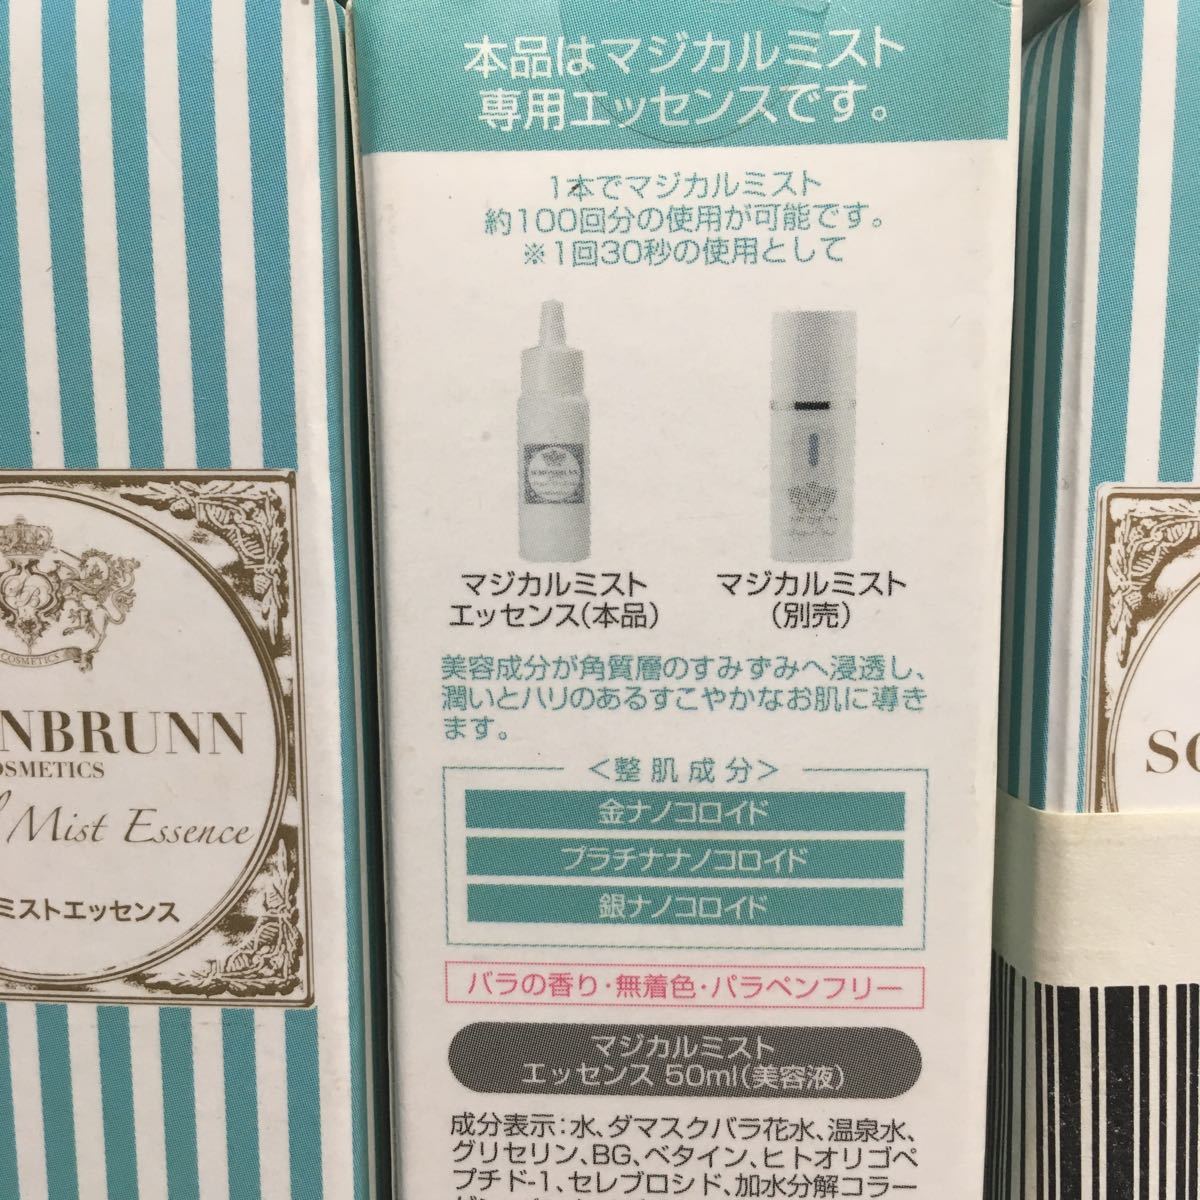 本品はマジカルミスト
専用エッセンスです。
1本でマジカルミスト
約100回分の使用が可能です。
※1回30秒の使用として
マジカルミスト
エッセンス(本品)
マジカルミスト
(別売)
美容成分が角質層のすみずみへ浸透し、
潤いとハリのあるすこやかなお肌に導き
ます。
<整肌成分>
金ナノコロイド
プラチナナノコロイド
銀ナノコロイド
バラの香り・無着色・パラベンフリー
マジカルミスト
エッセンス 50ml(美容液)
成分表示:水、ダマスクバラ花水、温泉水、
グリセリン、BG、ベタイン、ヒトオリゴペ
プチド-1、セレブロシド、加水分解コラー
COSMETICS
NBRUNN
OSMETICS
Mist Essence
ミストエッセンス
SC